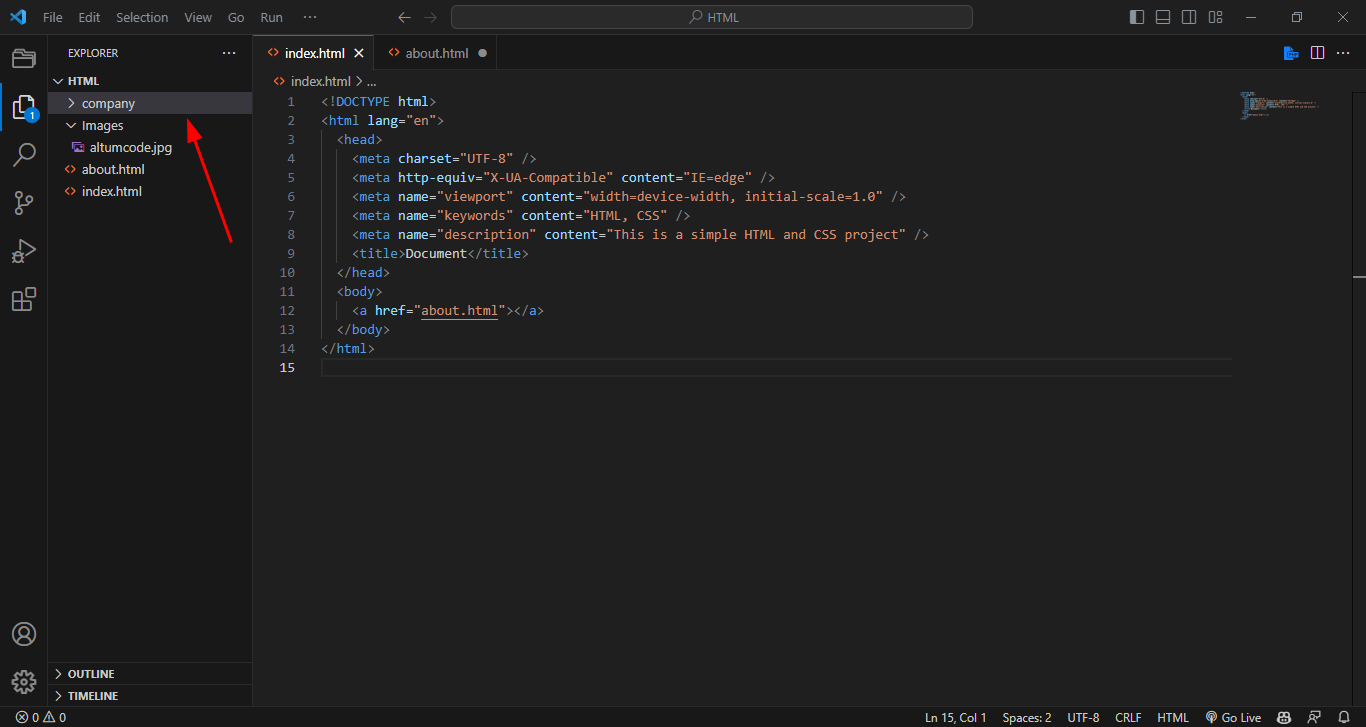 File Edit Selection View Go Run ···
HTML
EXPLORER ···
HTML
company
Images
altumcode.jpg
about.html
index.html
1
OUTLINE
TIMELINE
index.html about.html
index.html > ...
1 <!DOCTYPE html>
2 <html lang="en">
3 <head>
4 <meta charset="UTF-8" />
5 <meta http-equiv="X-UA-Compatible" content="IE=edge" />
6 <meta name="viewport" content="width=device-width, initial-scale=1.0" />
7 <meta name="keywords" content="HTML, CSS" />
8 <meta name="description" content="This is a simple HTML and CSS project" />
9 <title>Document</title>
10 </head>
11 <body>
12 <a href="about.html"></a>
13 </body>
14 </html>
15
0 0 Ln 15, Col 1 Spaces: 2 UTF-8 CRLF HTML Go Live